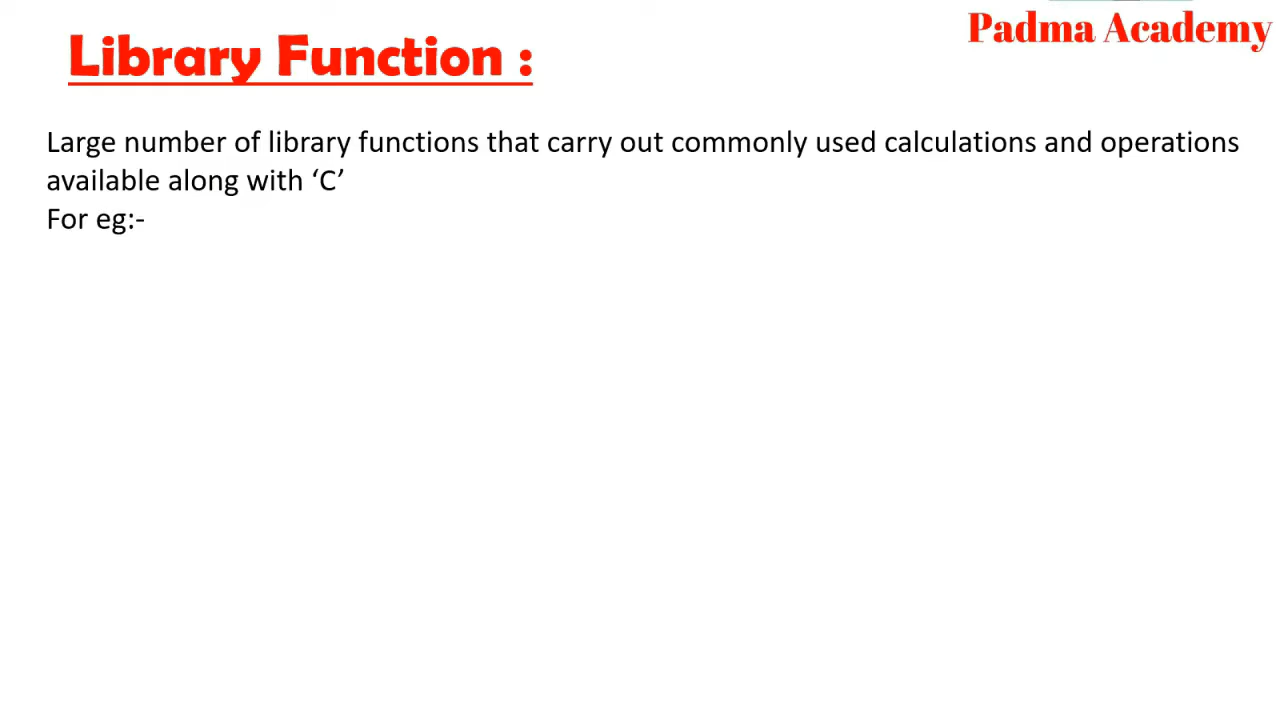 Padma Academy
Library Function :
Large number of library functions that carry out commonly used calculations and operations
available along with ‘C’
For eg:-